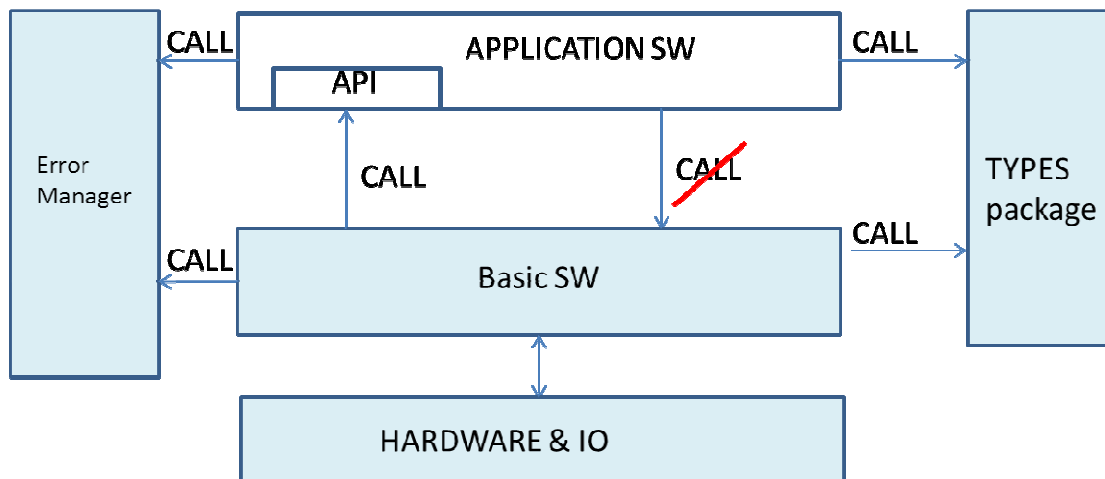 CALL
APPLICATION SW
CALL
API
Error
Manager
CALL
CALL
TYPES
package
CALL
CALL
Basic SW
HARDWARE & IO